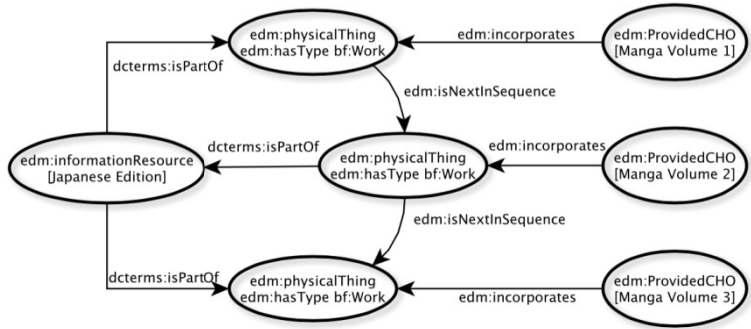 edm:physicalThing
edm:hasType bf:Work
edm:incorporates
edm:ProvidedCHO
[Manga Volume 1]
dcterms:isPartOf
edm:isNextInSequence
edm:informationResource
[Japanese Edition]
dcterms:isPartOf
edm:physicalThing
edm:hasType bf:Work
edm:incorporates
edm:ProvidedCHO
[Manga Volume 2]
edm:isNextInSequence
dcterms:isPartOf
edm:physicalThing
edm:hasType bf:Work
edm:incorporates
edm:ProvidedCHO
[Manga Volume 3]